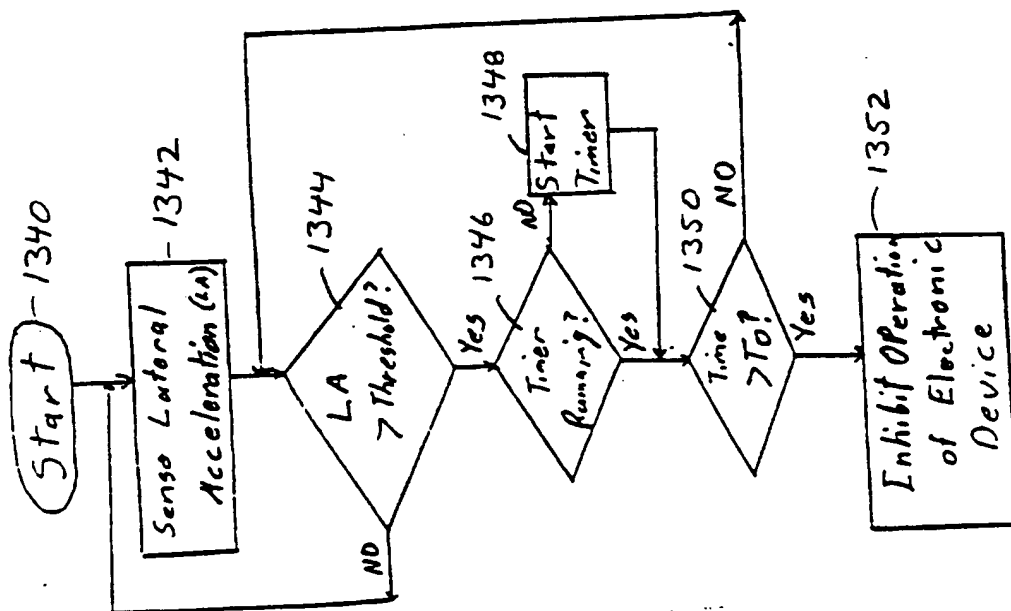 Start
1340
Sense Lateral
Acceleration (LA)
1342
LA
> Threshold?
1344
NO
Yes
Timer
Running?
1346
NO
Start
Timer
1348
Yes
Time
> To?
1350
NO
Yes
Inhibit OPeration
of Electronic
Device
1352